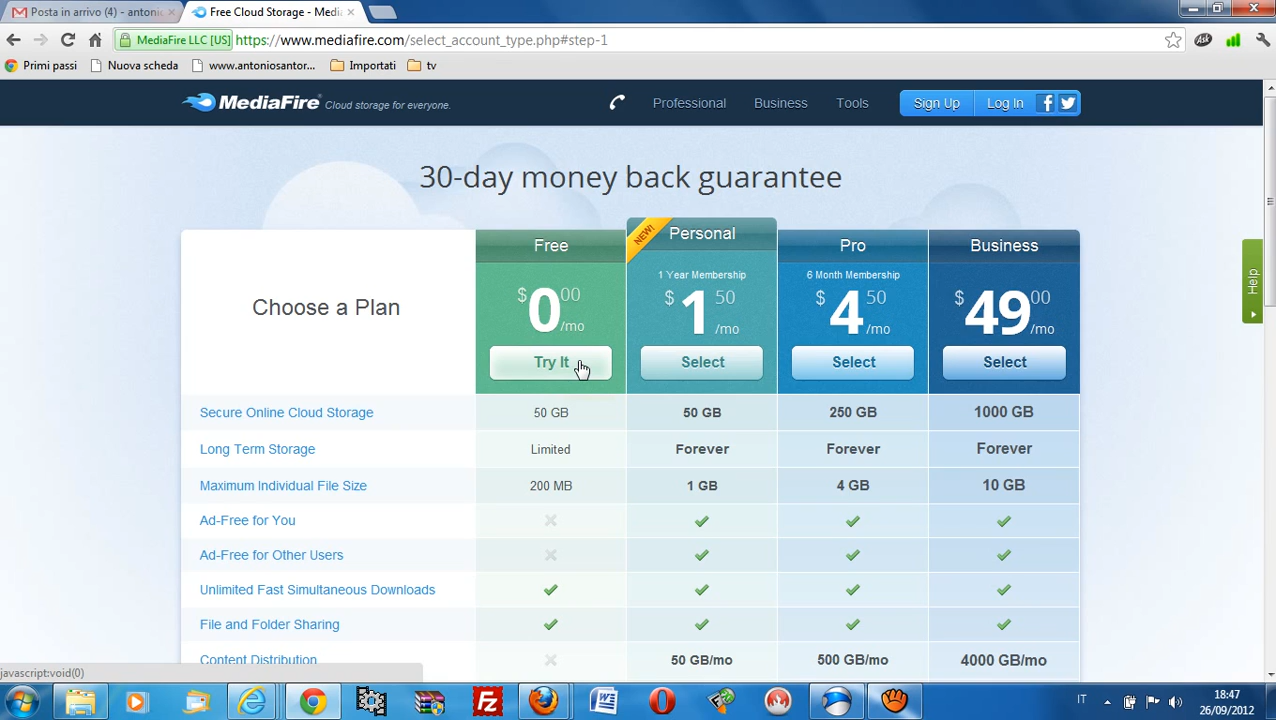 Posta in arrivo (4) - antonio
Free Cloud Storage - Media
MediaFire LLC [US] https://www.mediafire.com/select_account_type.php#step-1
Primi passi Nuova scheda www.antoniosantor... Importati tv
MediaFire Cloud storage for everyone. Professional Business Tools Sign Up Log In
30-day money back guarantee
Choose a Plan
Free
$0.00/mo
Try It
NEW!
Personal
1 Year Membership
$1.50/mo
Select
Pro
6 Month Membership
$4.50/mo
Select
Business
$49.00/mo
Select
Secure Online Cloud Storage 50 GB 50 GB 250 GB 1000 GB
Long Term Storage Limited Forever Forever Forever
Maximum Individual File Size 200 MB 1 GB 4 GB 10 GB
Ad-Free for You
Ad-Free for Other Users
Unlimited Fast Simultaneous Downloads
File and Folder Sharing
Content Distribution 50 GB/mo 500 GB/mo 4000 GB/mo
Help
javascript:void(0)
IT
18:47
26/09/2012